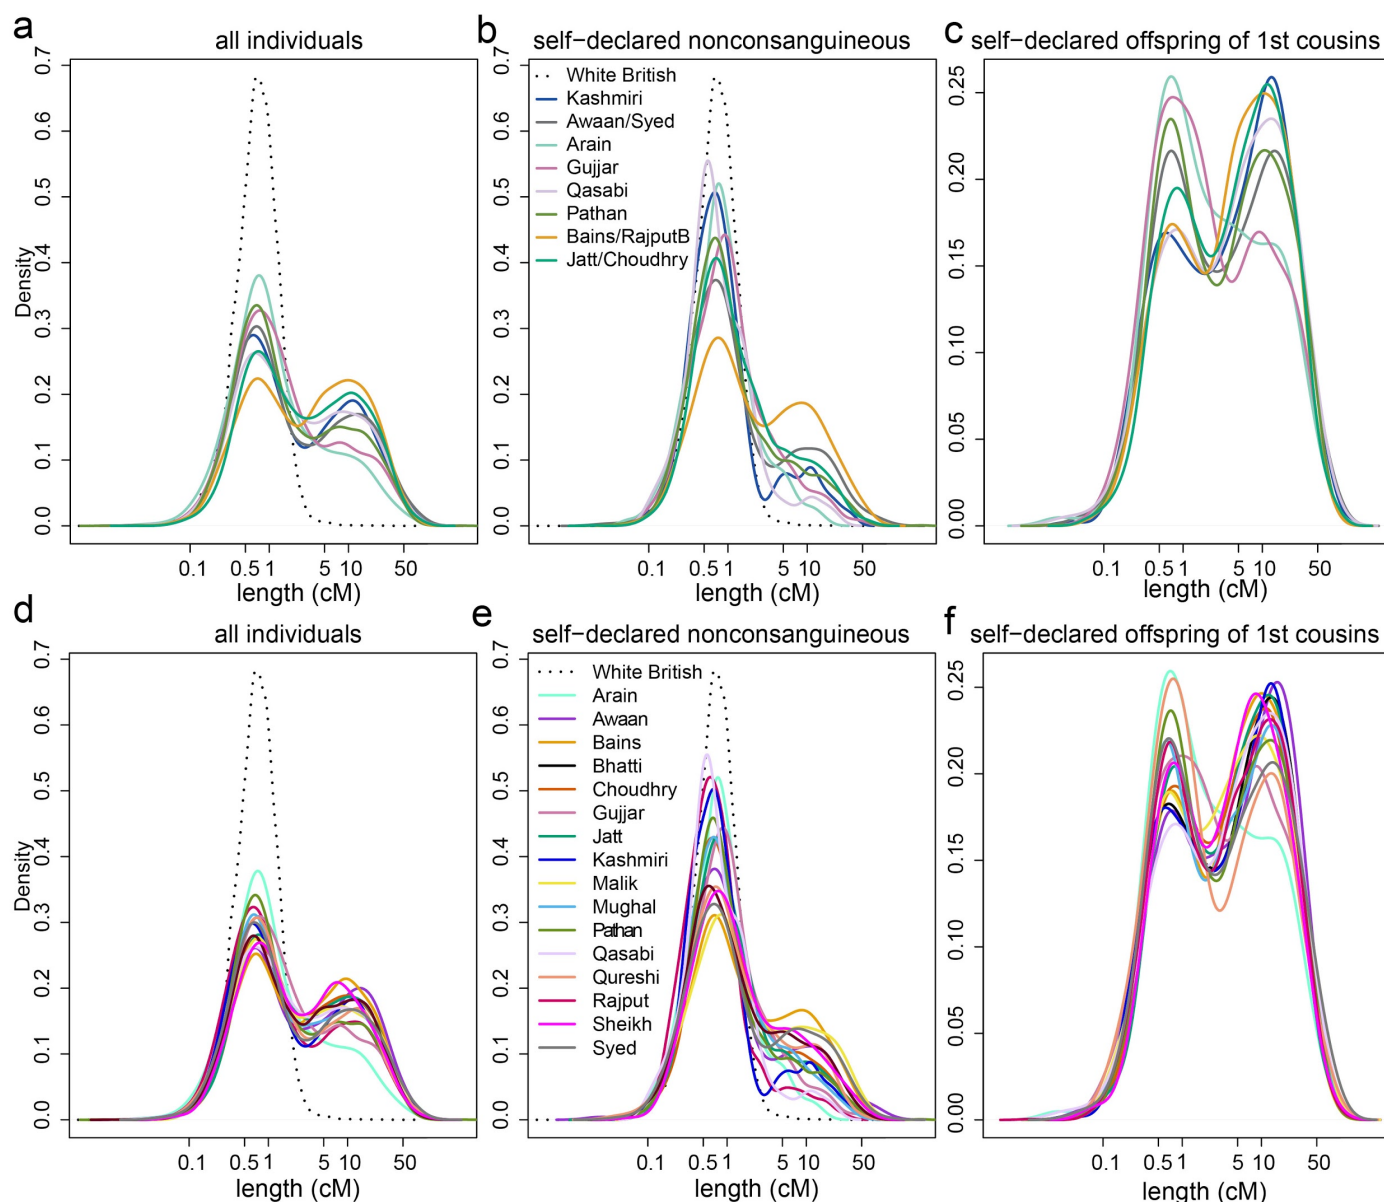 a
all individuals
Density
0.7
0.6
0.5
0.4
0.3
0.2
0.1
0.0
0.1 0.5 1 5 10 50
length (cM)
b
self−declared nonconsanguineous
0.7
0.6
0.5
0.4
0.3
0.2
0.1
0.0
White British
Kashmiri
Awaan/Syed
Arain
Gujjar
Qasabi
Pathan
Bains/RajputB
Jatt/Choudhry
0.1 0.5 1 5 10 50
length (cM)
c
self−declared offspring of 1st cousins
0.25
0.20
0.15
0.10
0.05
0.00
0.1 0.5 1 5 10 50
length (cM)
d
all individuals
Density
0.7
0.6
0.5
0.4
0.3
0.2
0.1
0.0
0.1 0.5 1 5 10 50
length (cM)
e
self−declared nonconsanguineous
0.7
0.6
0.5
0.4
0.3
0.2
0.1
0.0
White British
Arain
Awaan
Bains
Bhatti
Choudhry
Gujjar
Jatt
Kashmiri
Malik
Mughal
Pathan
Qasabi
Qureshi
Rajput
Sheikh
Syed
0.1 0.5 1 5 10 50
length (cM)
f
self−declared offspring of 1st cousins
0.25
0.20
0.15
0.10
0.05
0.00
0.1 0.5 1 5 10 50
length (cM)